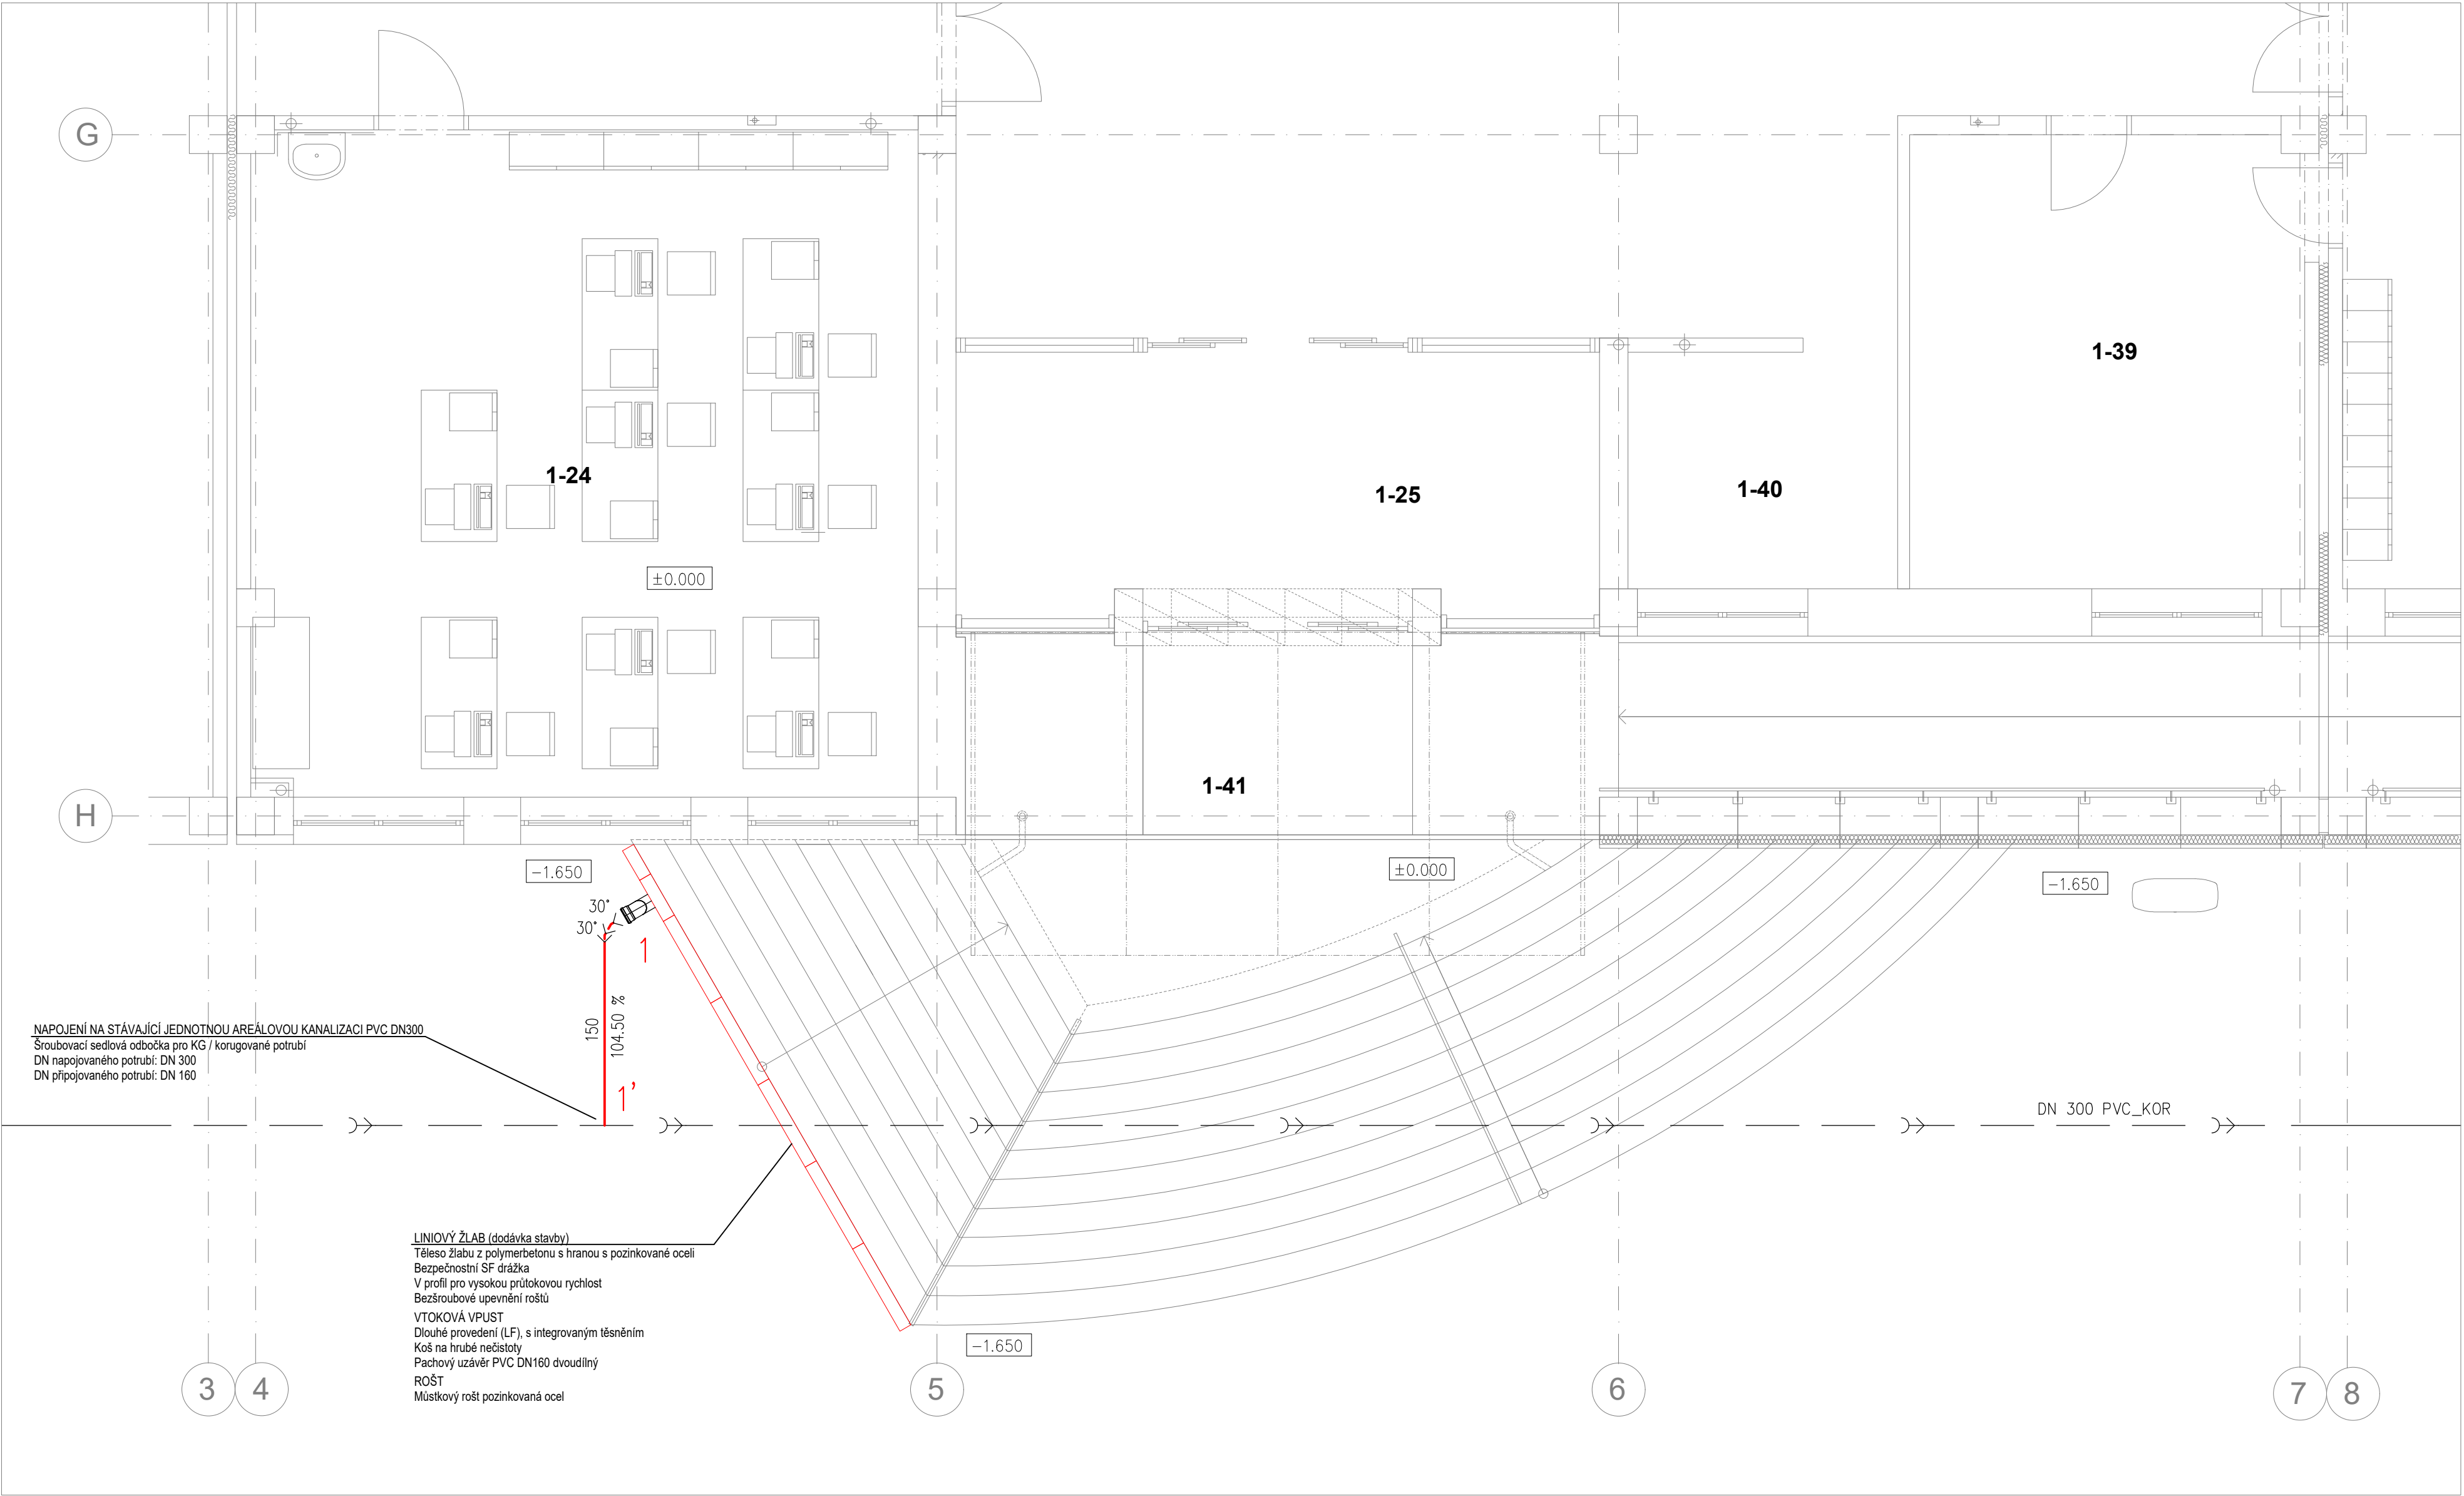 G
1-39
1-24
1-40
1-25
±0.000
1-41
H
-1.650
±0.000
-1.650
30°
30°
1
150
104.50 %
1'
NAPOJENÍ NA STÁVAJÍCÍ JEDNOTNOU AREÁLOVOU KANALIZACI PVC DN300
Šroubovací sedlová odbočka pro KG / korugované potrubí
DN napojovaného potrubí: DN 300
DN připojovaného potrubí: DN 160
DN 300 PVC_KOR
LINIOVÝ ŽLAB (dodávka stavby)
Těleso žlabu z polymerbetonu s hranou s pozinkované oceli
Bezpečnostní SF drážka
V profil pro vysokou průtokovou rychlost
Bezšroubové upevnění roštů
VTOKOVÁ VPUST
Dlouhé provedení (LF), s integrovaným těsněním
Koš na hrubé nečistoty
Pachový uzávěr PVC DN160 dvoudílný
ROŠT
Můstkový rošt pozinkovaná ocel
-1.650
3
4
5
6
7
8